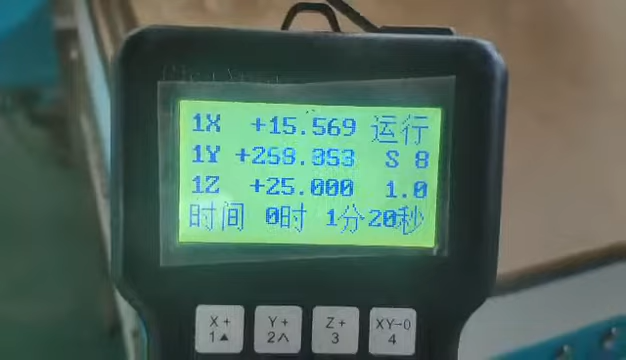 1X +15.569 运行
1Y +268.353 S 8
1Z +25.000 1.0
时间 0时 1分20秒
X+ Y+ Z+ XY-0
1▲ 2∧ 3 4